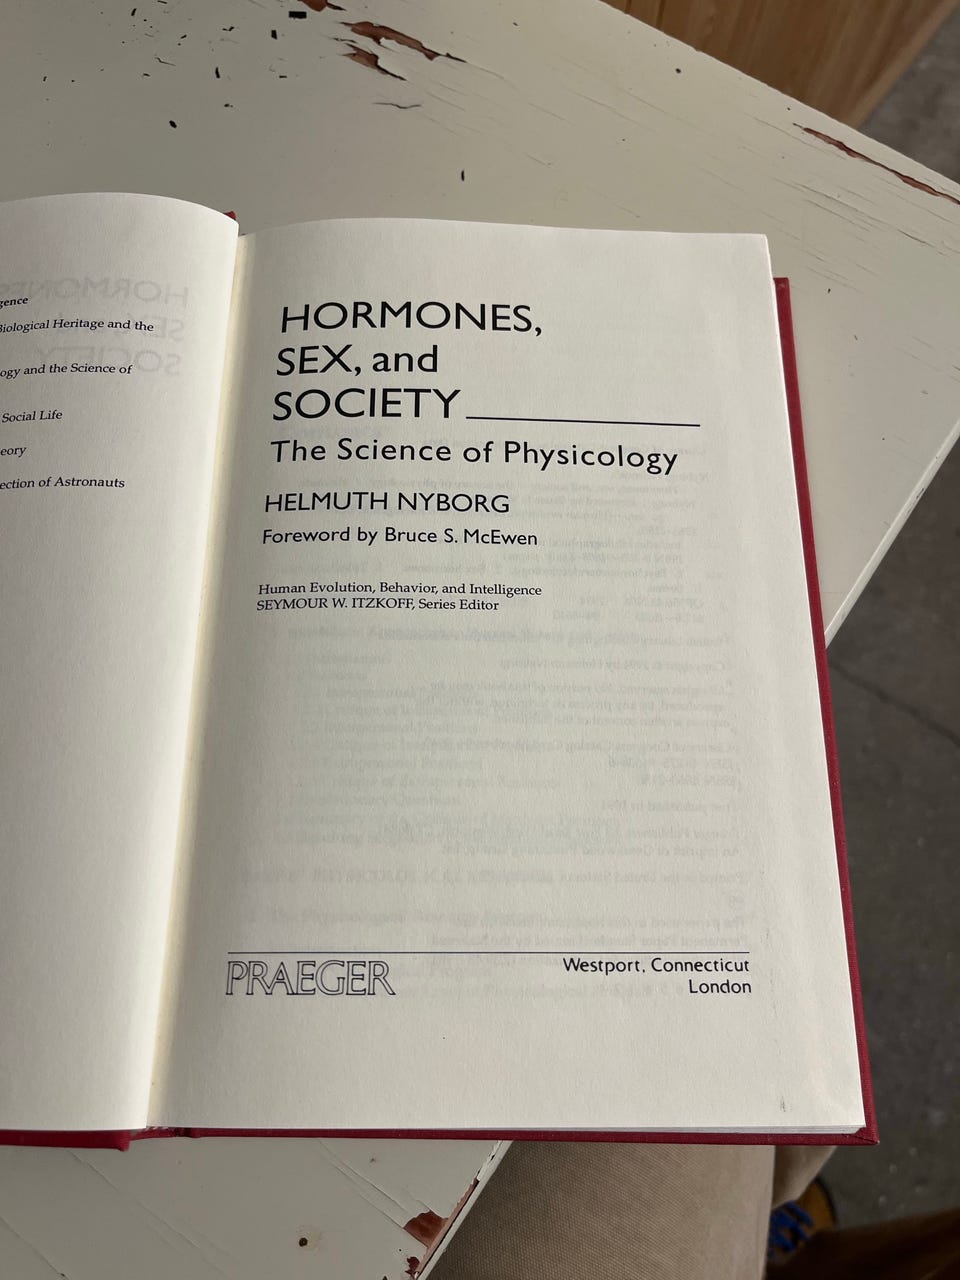 gence
Biological Heritage and the
ogy and the Science of
Social Life
eory
ection of Astronauts
HORMONES,
SEX, and
SOCIETY
The Science of Physicology
HELMUTH NYBORG
Foreword by Bruce S. McEwen
Human Evolution, Behavior, and Intelligence
SEYMOUR W. ITZKOFF, Series Editor
PRAEGER
Westport, Connecticut
London